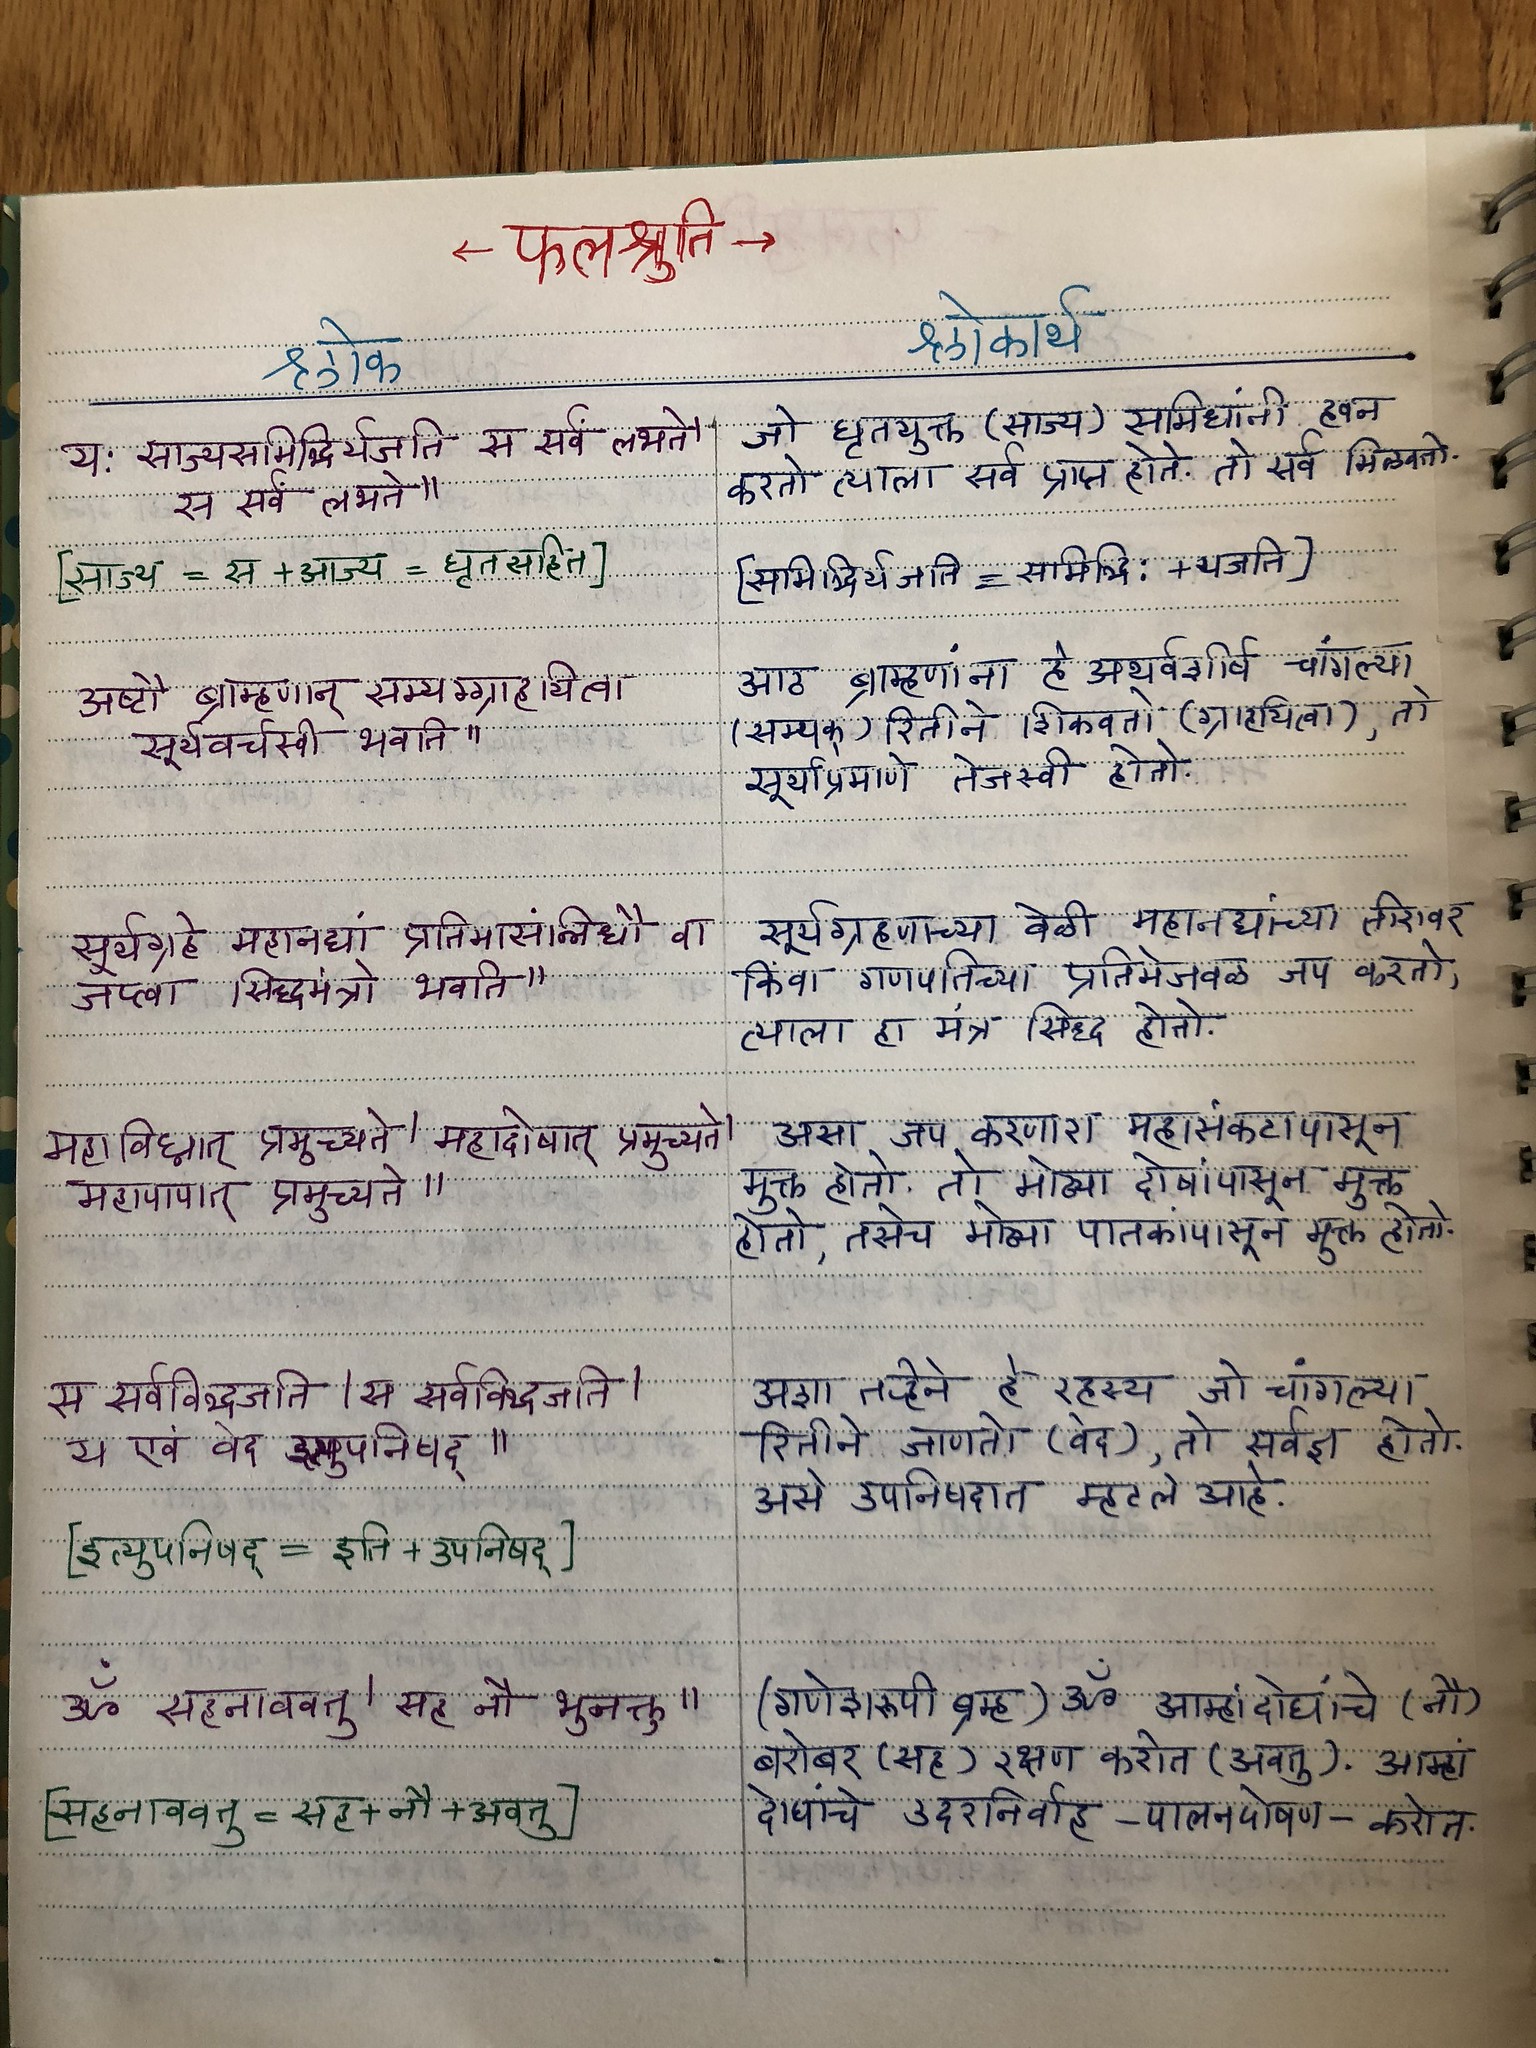 ← फलश्रुति →
श्लोक
श्लोकार्थ
यः साज्यसमिद्भिर्यजति स सर्वं लभते।
स सर्वं लभते॥
[साज्य = स + आज्य = घृतसहित]
जो घृतयुक्त (साज्य) समिधांनी हवन
करतो त्याला सर्व प्राप्त होते. तो सर्व मिळवतो.
[समिद्भिर्यजति = समिद्भिः + यजति]
अष्टौ ब्राम्हणान् सम्यग्ग्राहयित्वा
सूर्यवर्चस्वी भवति॥
आठ ब्राम्हणांना हे अथर्वशीर्ष चांगल्या
(सम्यक्) रितीने शिकवतो (ग्राहयित्वा), तो
सूर्याप्रमाणे तेजस्वी होतो.
सूर्यग्रहे महानद्यां प्रतिमासंन्निधौ वा
जप्त्वा सिद्धमंत्रो भवति॥
सूर्यग्रहणाच्या वेळी महानद्यांच्या तीरावर
किंवा गणपतिच्या प्रतिमेजवळ जप करतो,
त्याला हा मंत्र सिद्ध होतो.
महाविघ्नात् प्रमुच्यते। महादोषात् प्रमुच्यते।
महापापात् प्रमुच्यते॥
असा जप करणारा महासंकटापासून
मुक्त होतो. तो मोठ्या दोषांपासून मुक्त
होतो, तसेच मोठ्या पातकांपासून मुक्त होतो.
स सर्वविद्भवति। स सर्वविद्भवति।
य एवं वेद इत्युपनिषद्॥
[इत्युपनिषद् = इति + उपनिषद्]
अशा तऱ्हेने हे रहस्य जो चांगल्या
रितीने जाणतो (वेद), तो सर्वज्ञ होतो.
असे उपनिषदात म्हटले आहे.
ॐ सहनाववतु। सह नौ भुनक्तु॥
[सहनाववतु = सह + नौ + अवतु]
(गणेशरूपी ब्रम्ह) ॐ आम्हांदोघांचे (नौ)
बरोबर (सह) रक्षण करोत (अवतु). आम्हां
दोघांचे उदरनिर्वाह – पालनपोषण – करोत.